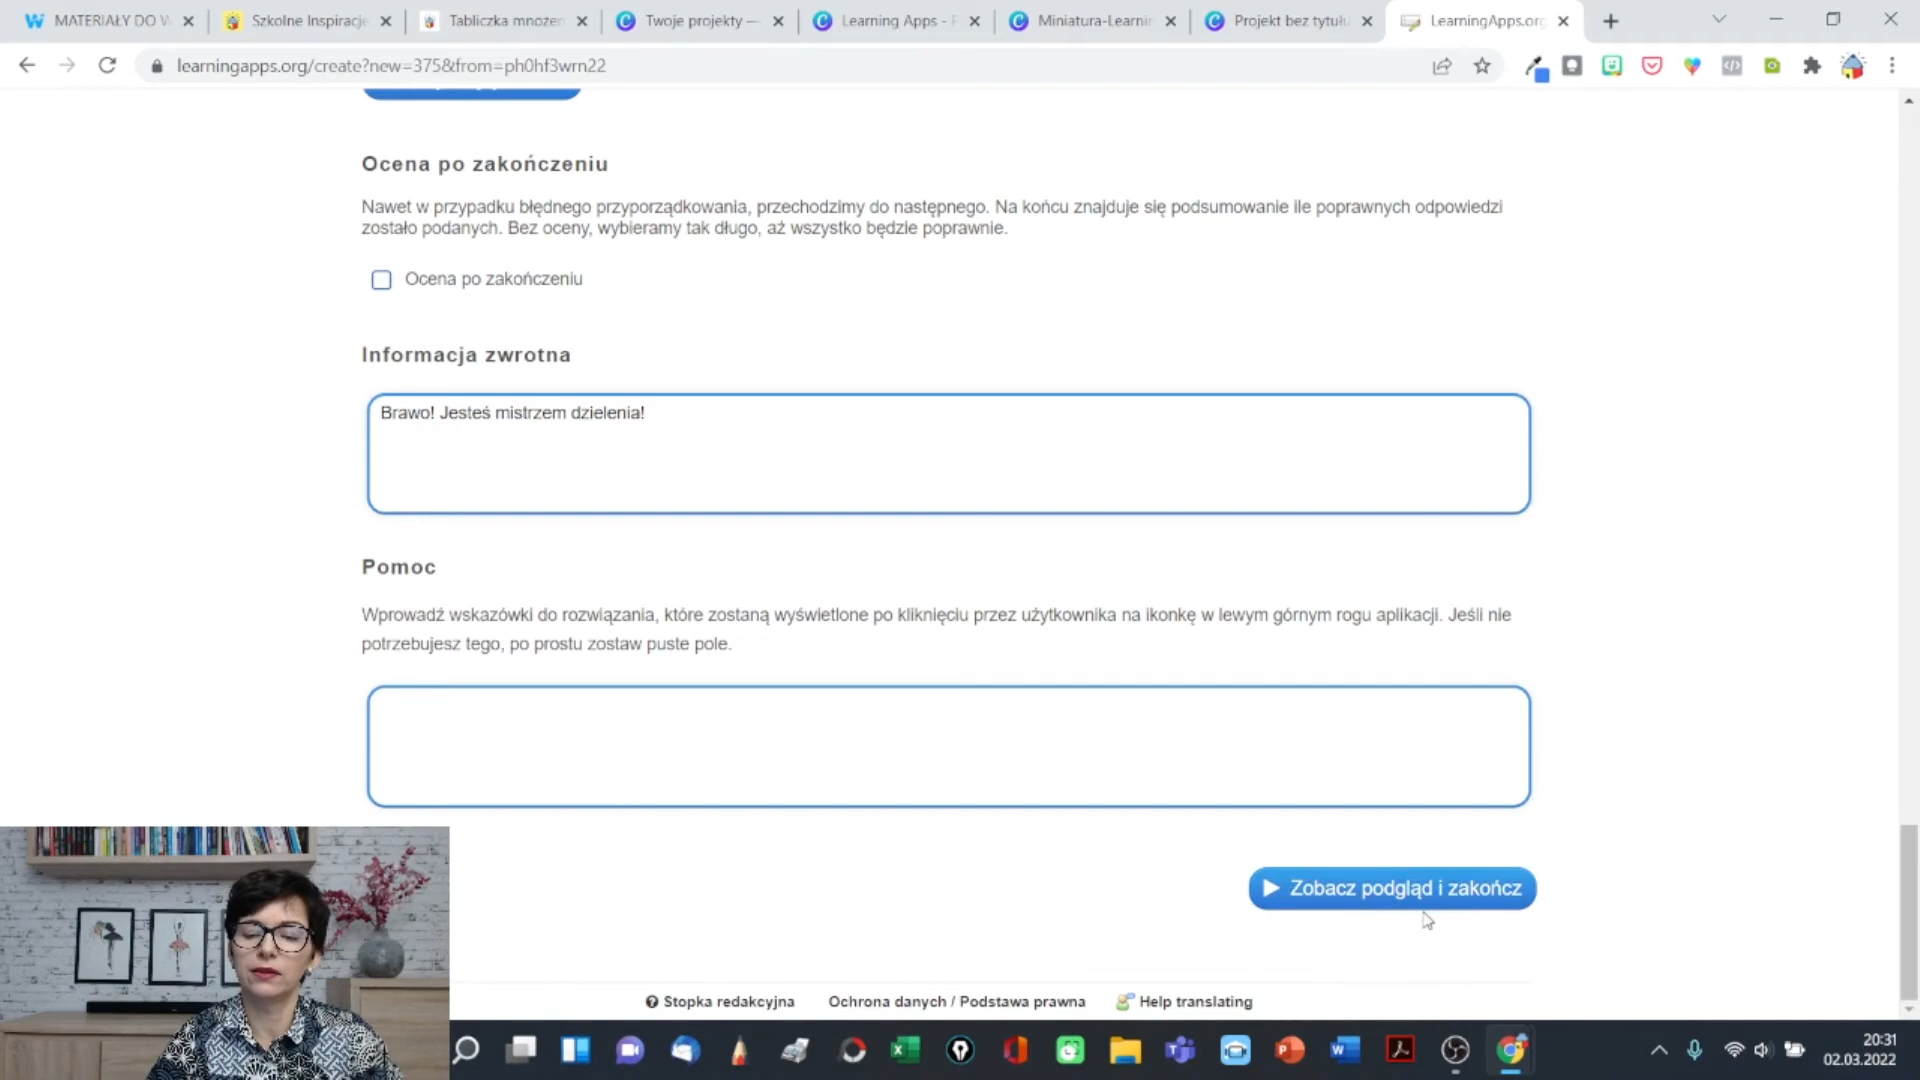 MATERIAŁY DO W
Szkolne Inspiracje
Tabliczka mnożen
Twoje projekty —
Learning Apps - P
Miniatura-Learnin
Projekt bez tytułu
LearningApps.org
learningapps.org/create?new=375&from=ph0hf3wrn22
Ocena po zakończeniu
Nawet w przypadku błędnego przyporządkowania, przechodzimy do następnego. Na końcu znajduje się podsumowanie ile poprawnych odpowiedzi
zostało podanych. Bez oceny, wybieramy tak długo, aż wszystko będzie poprawnie.
Ocena po zakończeniu
Informacja zwrotna
Brawo! Jesteś mistrzem dzielenia!
Pomoc
Wprowadź wskazówki do rozwiązania, które zostaną wyświetlone po kliknięciu przez użytkownika na ikonkę w lewym górnym rogu aplikacji. Jeśli nie
potrzebujesz tego, po prostu zostaw puste pole.
Zobacz podgląd i zakończ
Stopka redakcyjna
Ochrona danych / Podstawa prawna
Help translating
20:31
02.03.2022